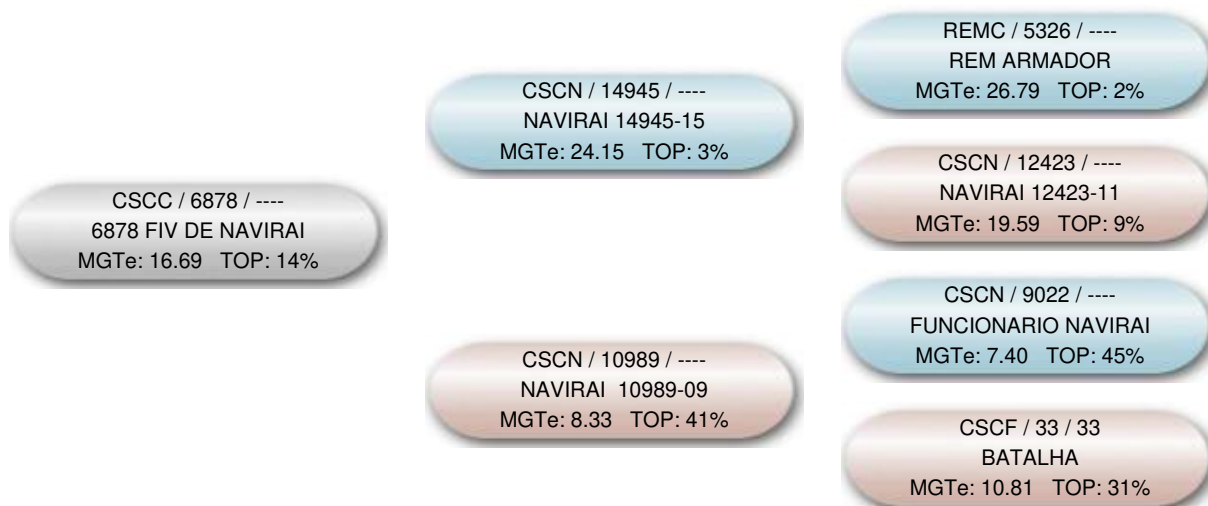 CSCC / 6878 / ----
6878 FIV DE NAVIRAI
MGTe: 16.69 TOP: 14%
CSCN / 14945 / ----
NAVIRAI 14945-15
MGTe: 24.15 TOP: 3%
CSCN / 10989 / ----
NAVIRAI 10989-09
MGTe: 8.33 TOP: 41%
REMC / 5326 / ----
REM ARMADOR
MGTe: 26.79 TOP: 2%
CSCN / 12423 / ----
NAVIRAI 12423-11
MGTe: 19.59 TOP: 9%
CSCN / 9022 / ----
FUNCIONARIO NAVIRAI
MGTe: 7.40 TOP: 45%
CSCF / 33 / 33
BATALHA
MGTe: 10.81 TOP: 31%